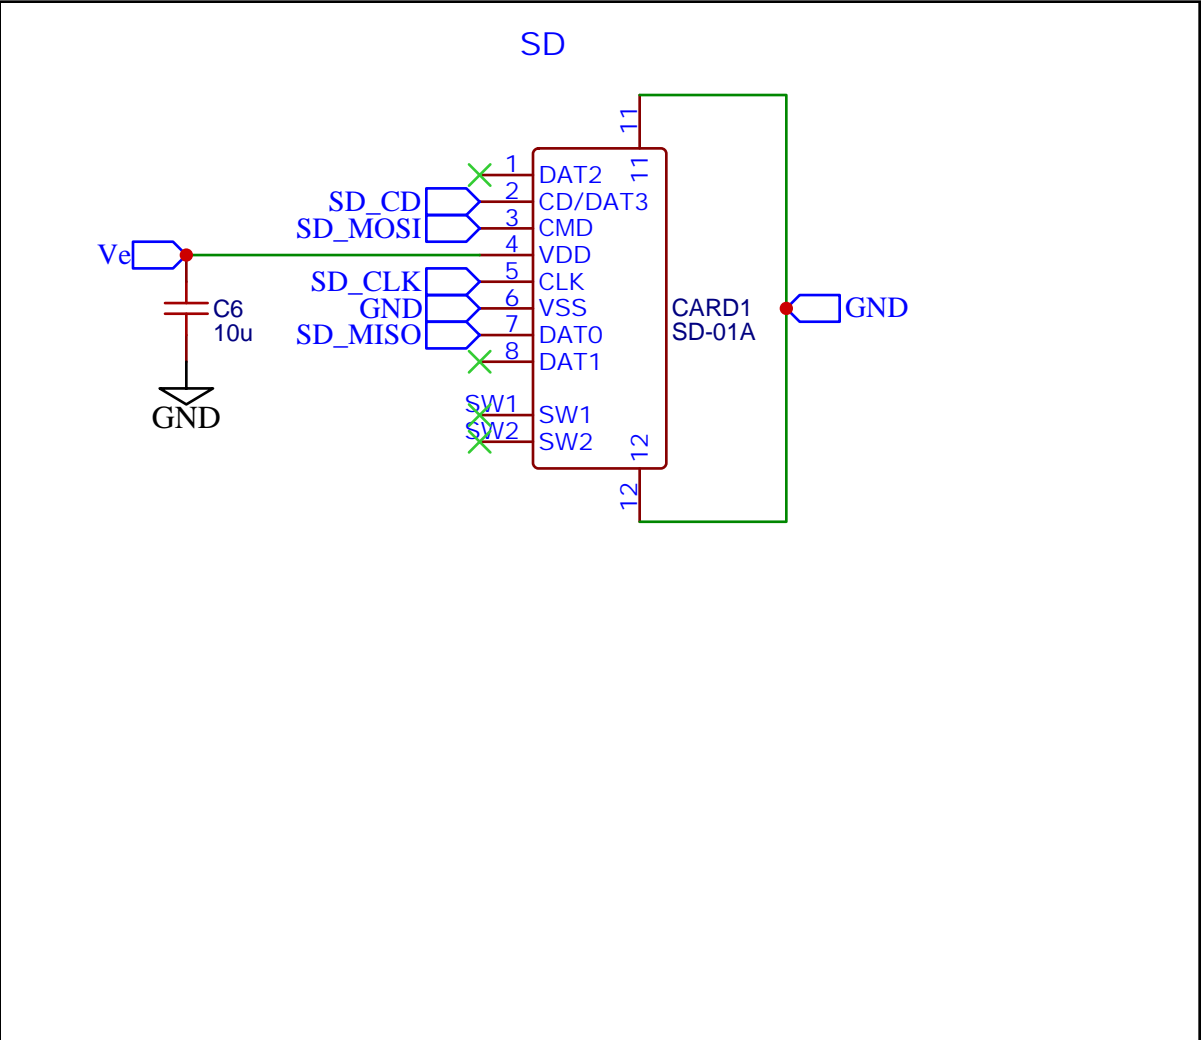 SD
11
11
1 DAT2
SD_CD 2 CD/DAT3
SD_MOSI 3 CMD
Ve 4 VDD
SD_CLK 5 CLK
GND 6 VSS
SD_MISO 7 DAT0
8 DAT1
C6
10u
GND
CARD1
SD-01A
GND
SW1 SW1
SW2 SW2
12
12